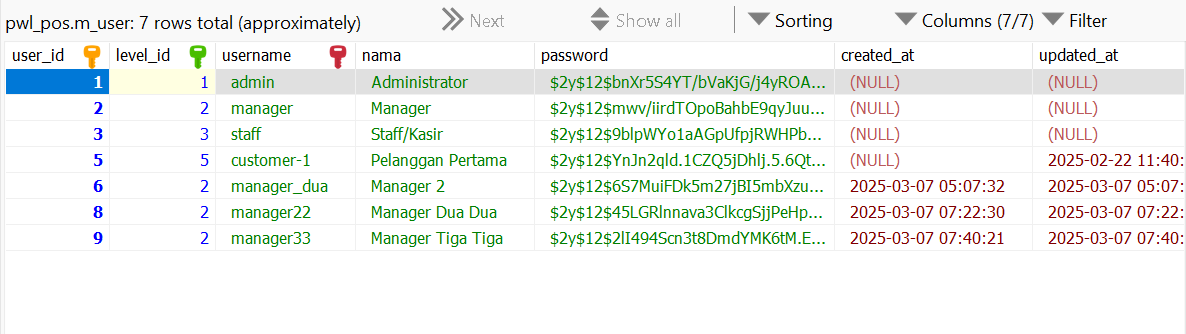 pwl_pos.m_user: 7 rows total (approximately) Next Show all Sorting Columns (7/7) Filter
user_id level_id username nama password created_at updated_at
1 1 admin Administrator $2y$12$bnXr5S4YT/bVaKjG/j4yROA... (NULL) (NULL)
2 2 manager Manager $2y$12$mwv/iirdTOpoBahbE9qyJuu... (NULL) (NULL)
3 3 staff Staff/Kasir $2y$12$9blpWYo1aAGpUfpjRWHPb... (NULL) (NULL)
5 5 customer-1 Pelanggan Pertama $2y$12$YnJn2qld.1CZQ5jDhlj.5.6Qt... (NULL) 2025-02-22 11:40:
6 2 manager_dua Manager 2 $2y$12$6S7MuiFDk5m27jBI5mbXzu... 2025-03-07 05:07:32 2025-03-07 05:07:
8 2 manager22 Manager Dua Dua $2y$12$45LGRlnnava3ClkcgSjjPeHp... 2025-03-07 07:22:30 2025-03-07 07:22:
9 2 manager33 Manager Tiga Tiga $2y$12$2lI494Scn3t8DmdYMK6tM.E... 2025-03-07 07:40:21 2025-03-07 07:40: